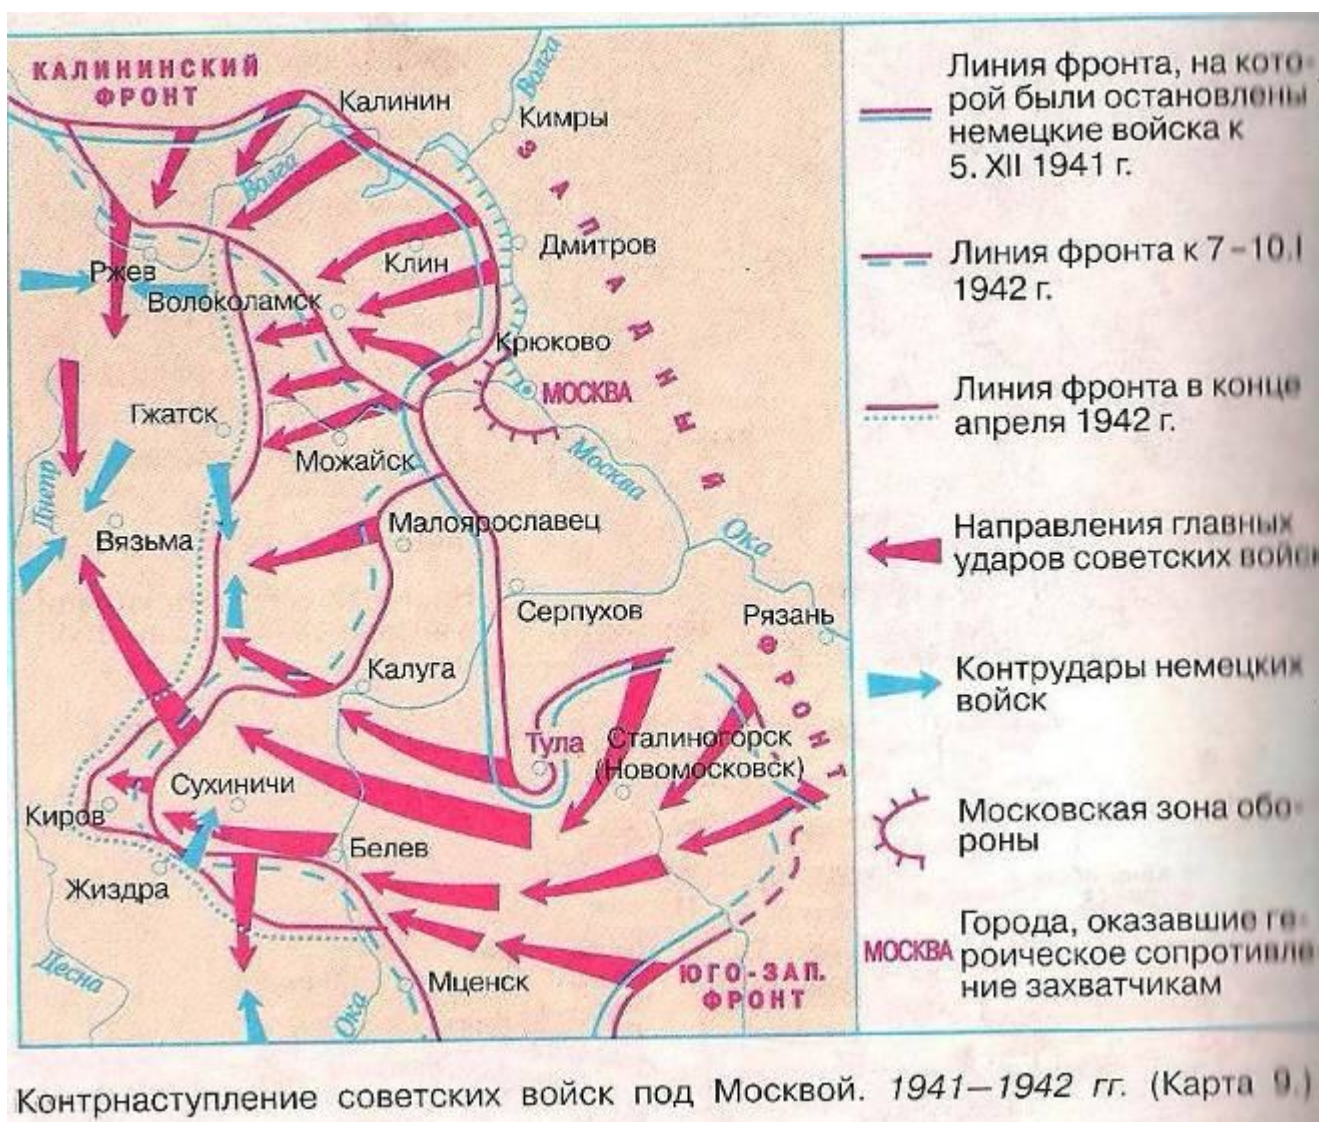 КАЛИНИНСКИЙ
ФРОНТ
Калинин
Волга
Кимры
Волга
ЗАПАДНЫЙ
Дмитров
Клин
Ржев
Волоколамск
Крюково
МОСКВА
Гжатск
Можайск
Москва
Днепр
Малоярославец
Вязьма
Ока
Серпухов
Рязань
ФРОНТ
Калуга
Тула
Сталиногорск
(Новомосковск)
Сухиничи
Киров
Белев
Жиздра
Десна
Мценск
Ока
ЮГО-ЗАП.
ФРОНТ
Линия фронта, на кото-
рой были остановлены
немецкие войска к
5. XII 1941 г.
Линия фронта к 7-10.I
1942 г.
Линия фронта в конце
апреля 1942 г.
Направления главных
ударов советских войск
Контрудары немецких
войск
Московская зона обо-
роны
МОСКВА
Города, оказавшие ге-
роическое сопротивле-
ние захватчикам
Контрнаступление советских войск под Москвой. 1941—1942 гг. (Карта 9.)